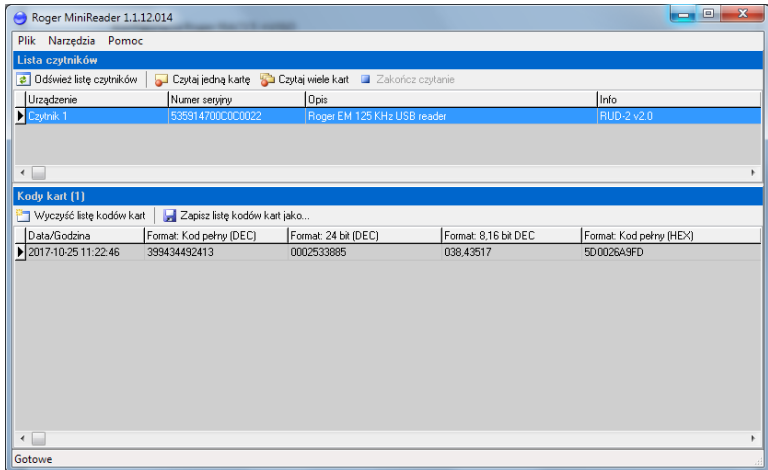 Roger MiniReader 1.1.12.014
Plik Narzędzia Pomoc
Lista czytników
Odśwież listę czytników Czytaj jedną kartę Czytaj wiele kart Zakończ czytanie
Urządzenie Numer seryjny Opis Info
Czytnik 1 535914700C0C0022 Roger EM 125 KHz USB reader RUD-2 v2.0
Kody kart (1)
Wyczyść listę kodów kart Zapisz listę kodów kart jako...
Data/Godzina Format: Kod pełny (DEC) Format: 24 bit (DEC) Format: 8,16 bit DEC Format: Kod pełny (HEX)
2017-10-25 11:22:46 399434492413 0002533885 038,43517 5D0026A9FD
Gotowe